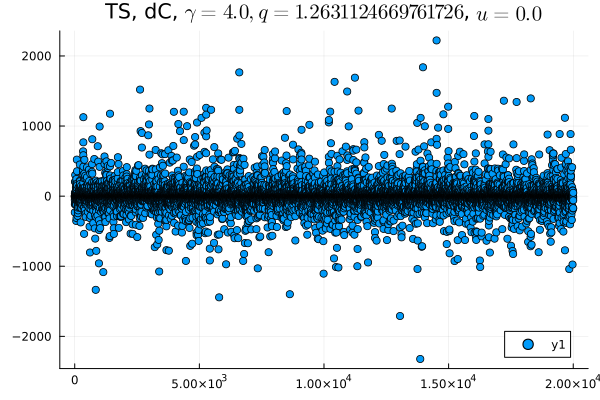 TS, dC, γ = 4.0, q = 1.2631124669761726, u = 0.0
2000
1000
0
−1000
−2000
y1
0 5.00×10³ 1.00×10⁴ 1.50×10⁴ 2.00×10⁴